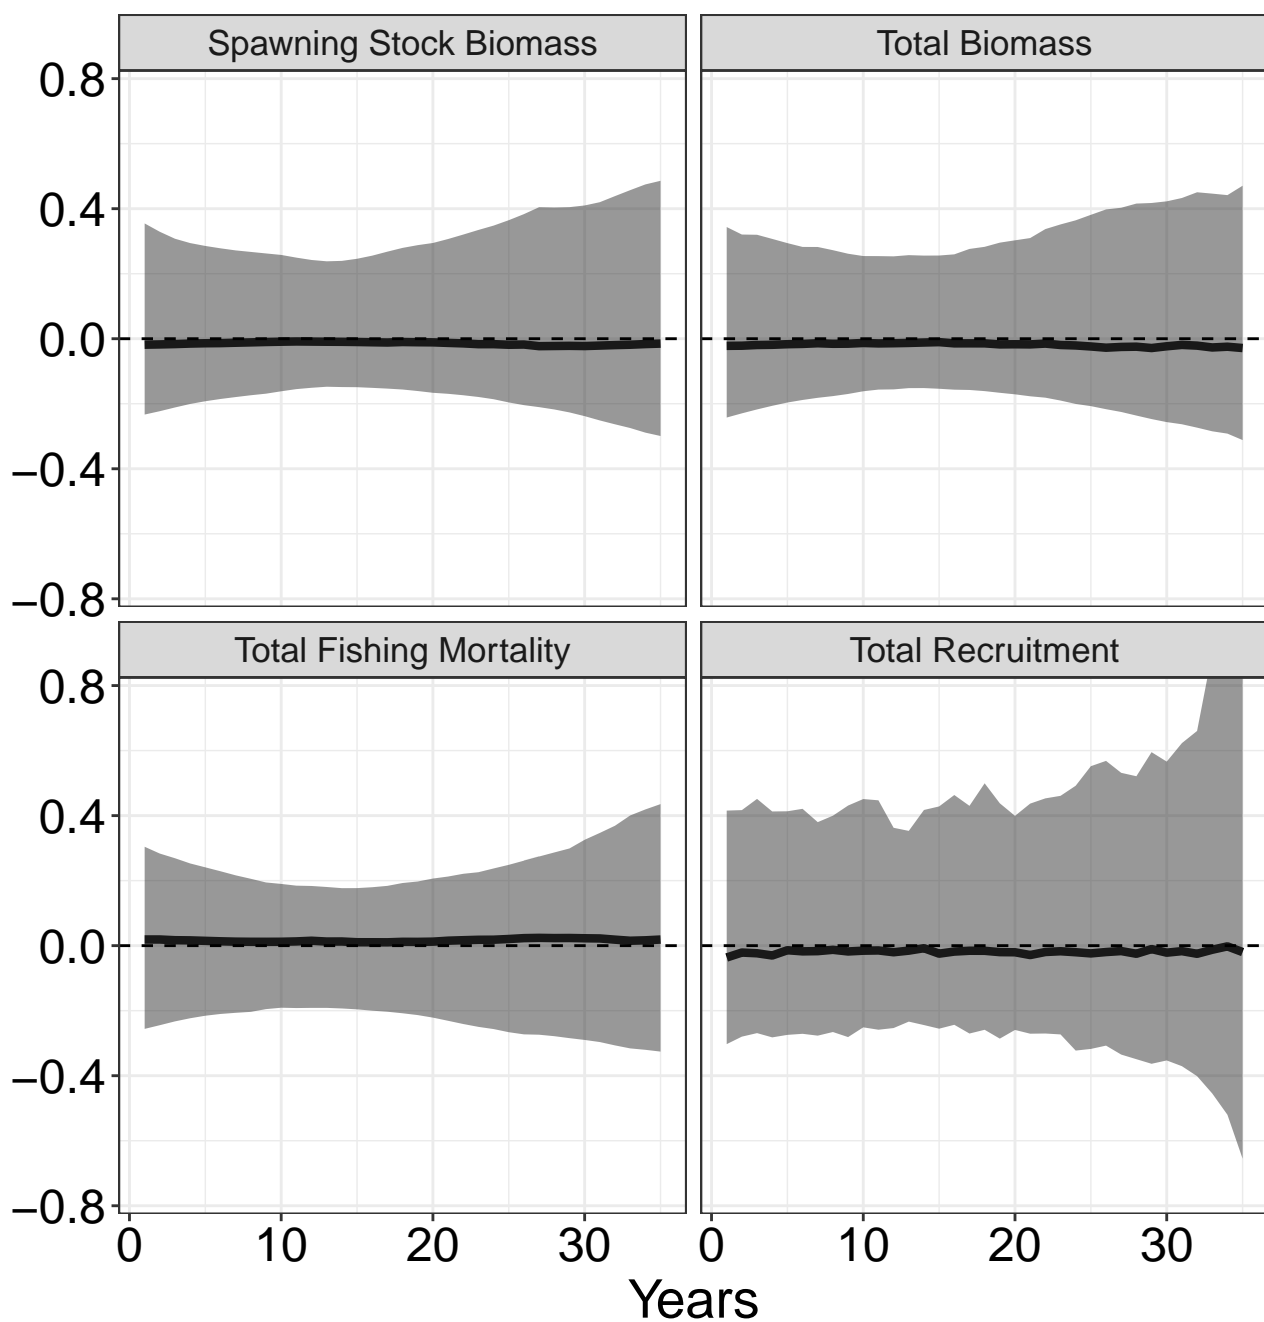 Spawning Stock Biomass
Total Biomass
0.8
0.4
0.0
−0.4
−0.8
Total Fishing Mortality
Total Recruitment
0.8
0.4
0.0
−0.4
−0.8
0 10 20 30
0 10 20 30
Years